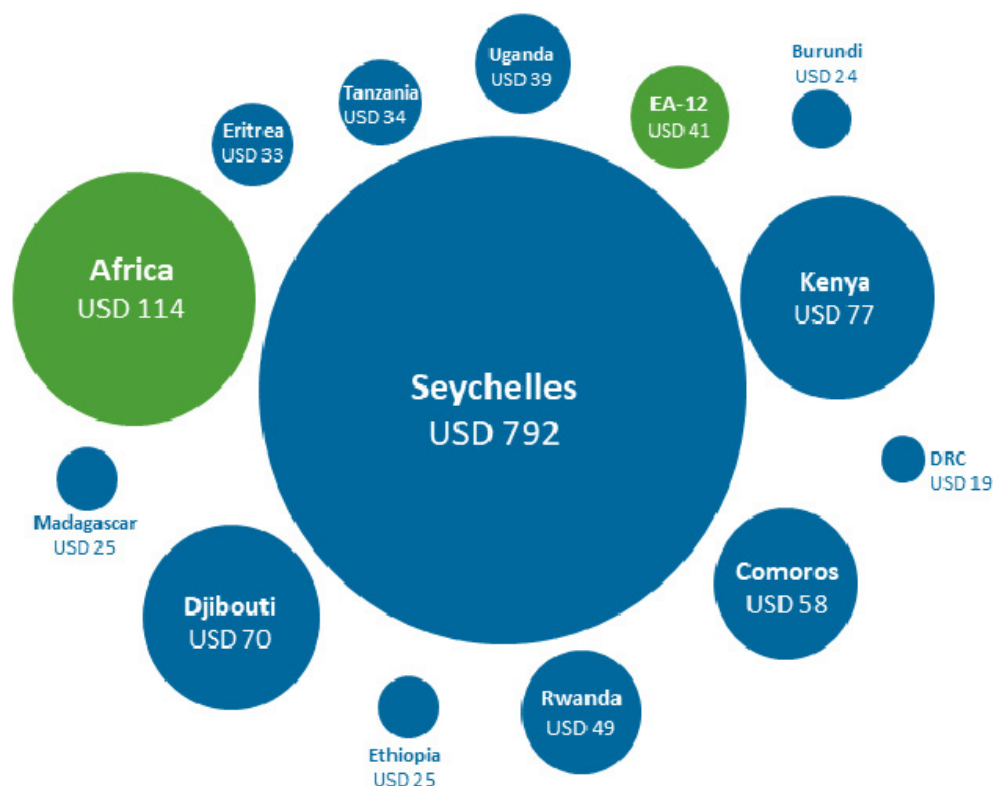 Uganda
USD 39
Burundi
USD 24
Tanzania
USD 34
EA-12
USD 41
Eritrea
USD 33
Africa
USD 114
Kenya
USD 77
Seychelles
USD 792
DRC
USD 19
Madagascar
USD 25
Comoros
USD 58
Djibouti
USD 70
Rwanda
USD 49
Ethiopia
USD 25